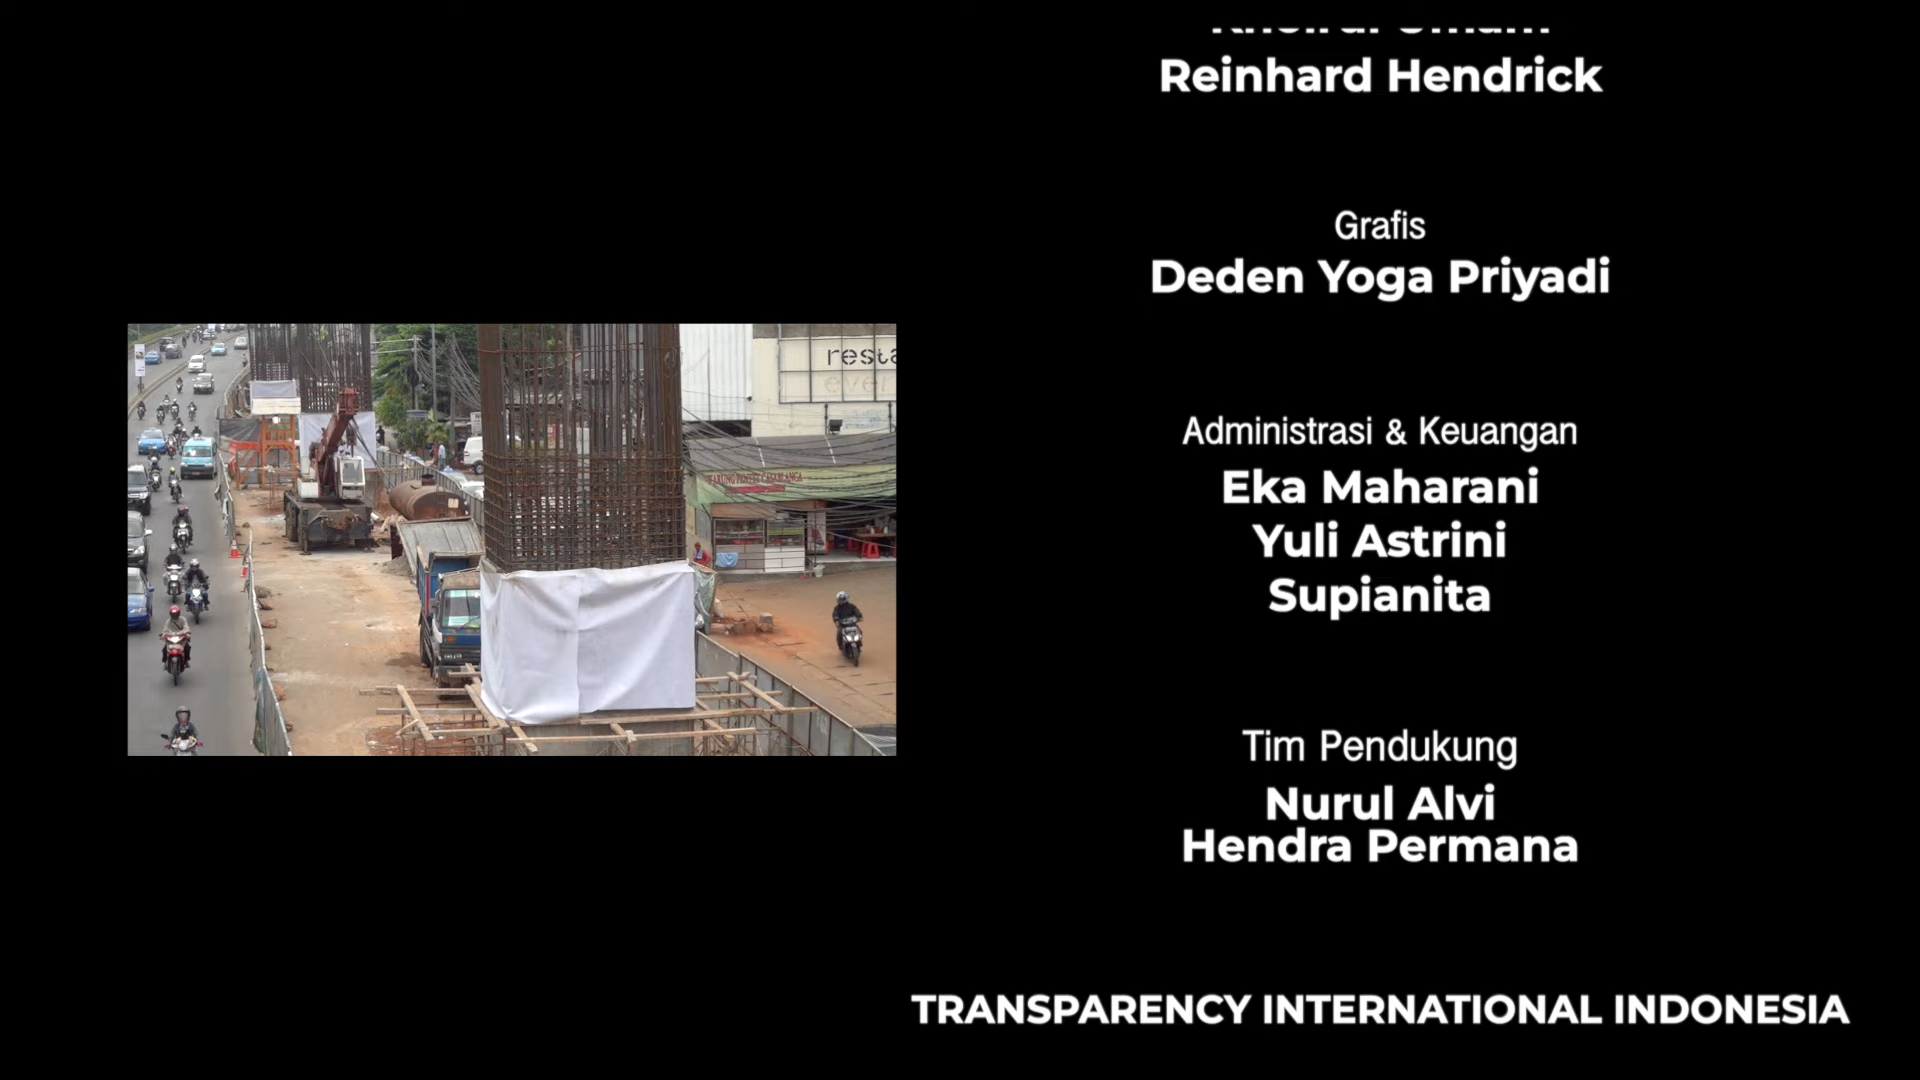 Reinhard Hendrick
Grafis
Deden Yoga Priyadi
Administrasi & Keuangan
Eka Maharani
Yuli Astrini
Supianita
Tim Pendukung
Nurul Alvi
Hendra Permana
TRANSPARENCY INTERNATIONAL INDONESIA